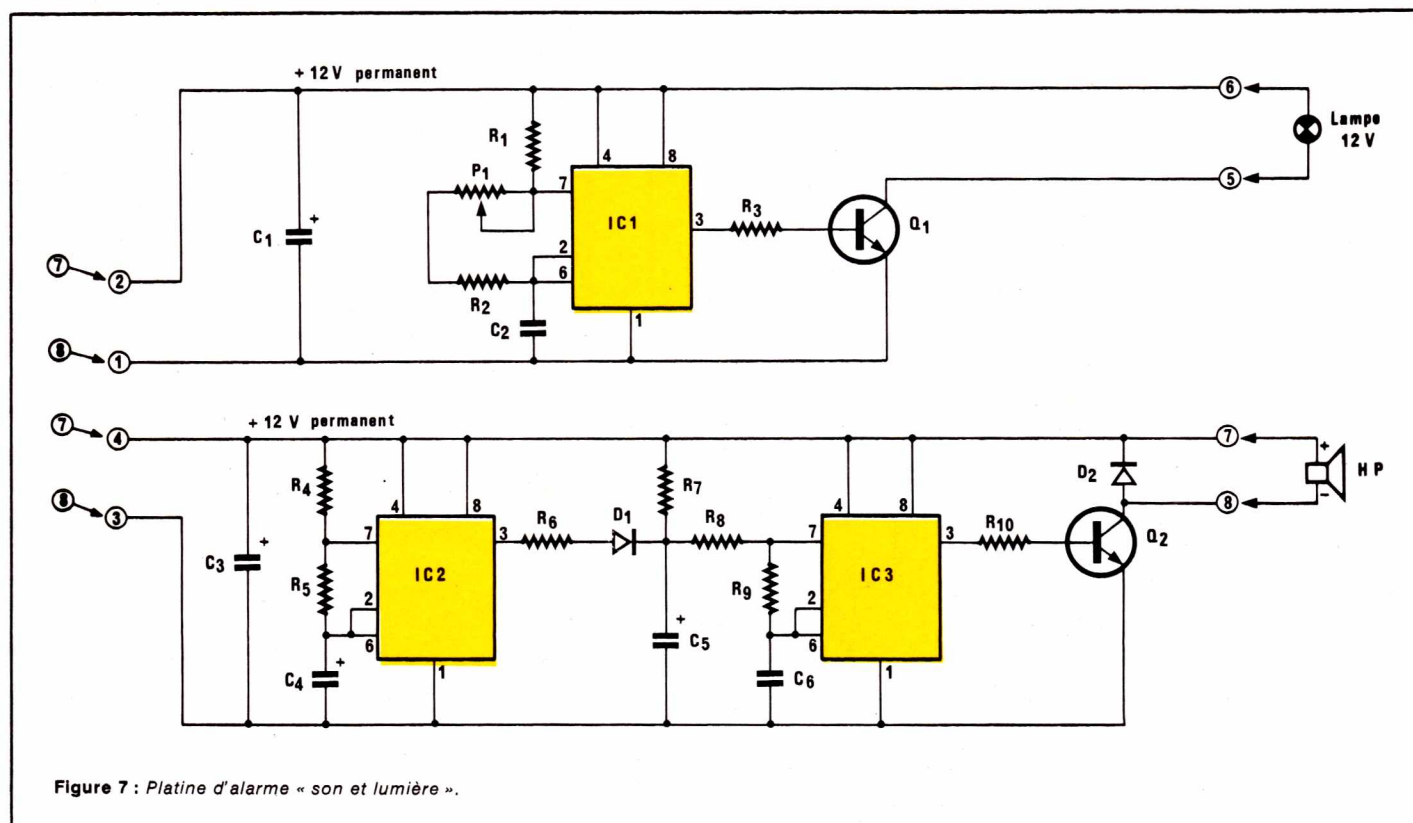 + 12 V permanent
6
Lampe
12 V
R1
P1
4
8
7
5
IC1
3
R3
Q1
C1
+
2
6
R2
C2
1
7
2
8
1
+ 12 V permanent
7
4
7
+
HP
-
D2
8
R4
4
8
R7
4
8
8
3
7
3
R6
D1
R8
7
3
R10
Q2
C3
+
R5
IC2
R9
IC3
2
6
2
6
C4
+
1
C5
+
C6
1
Figure 7 : Platine d'alarme « son et lumière ».